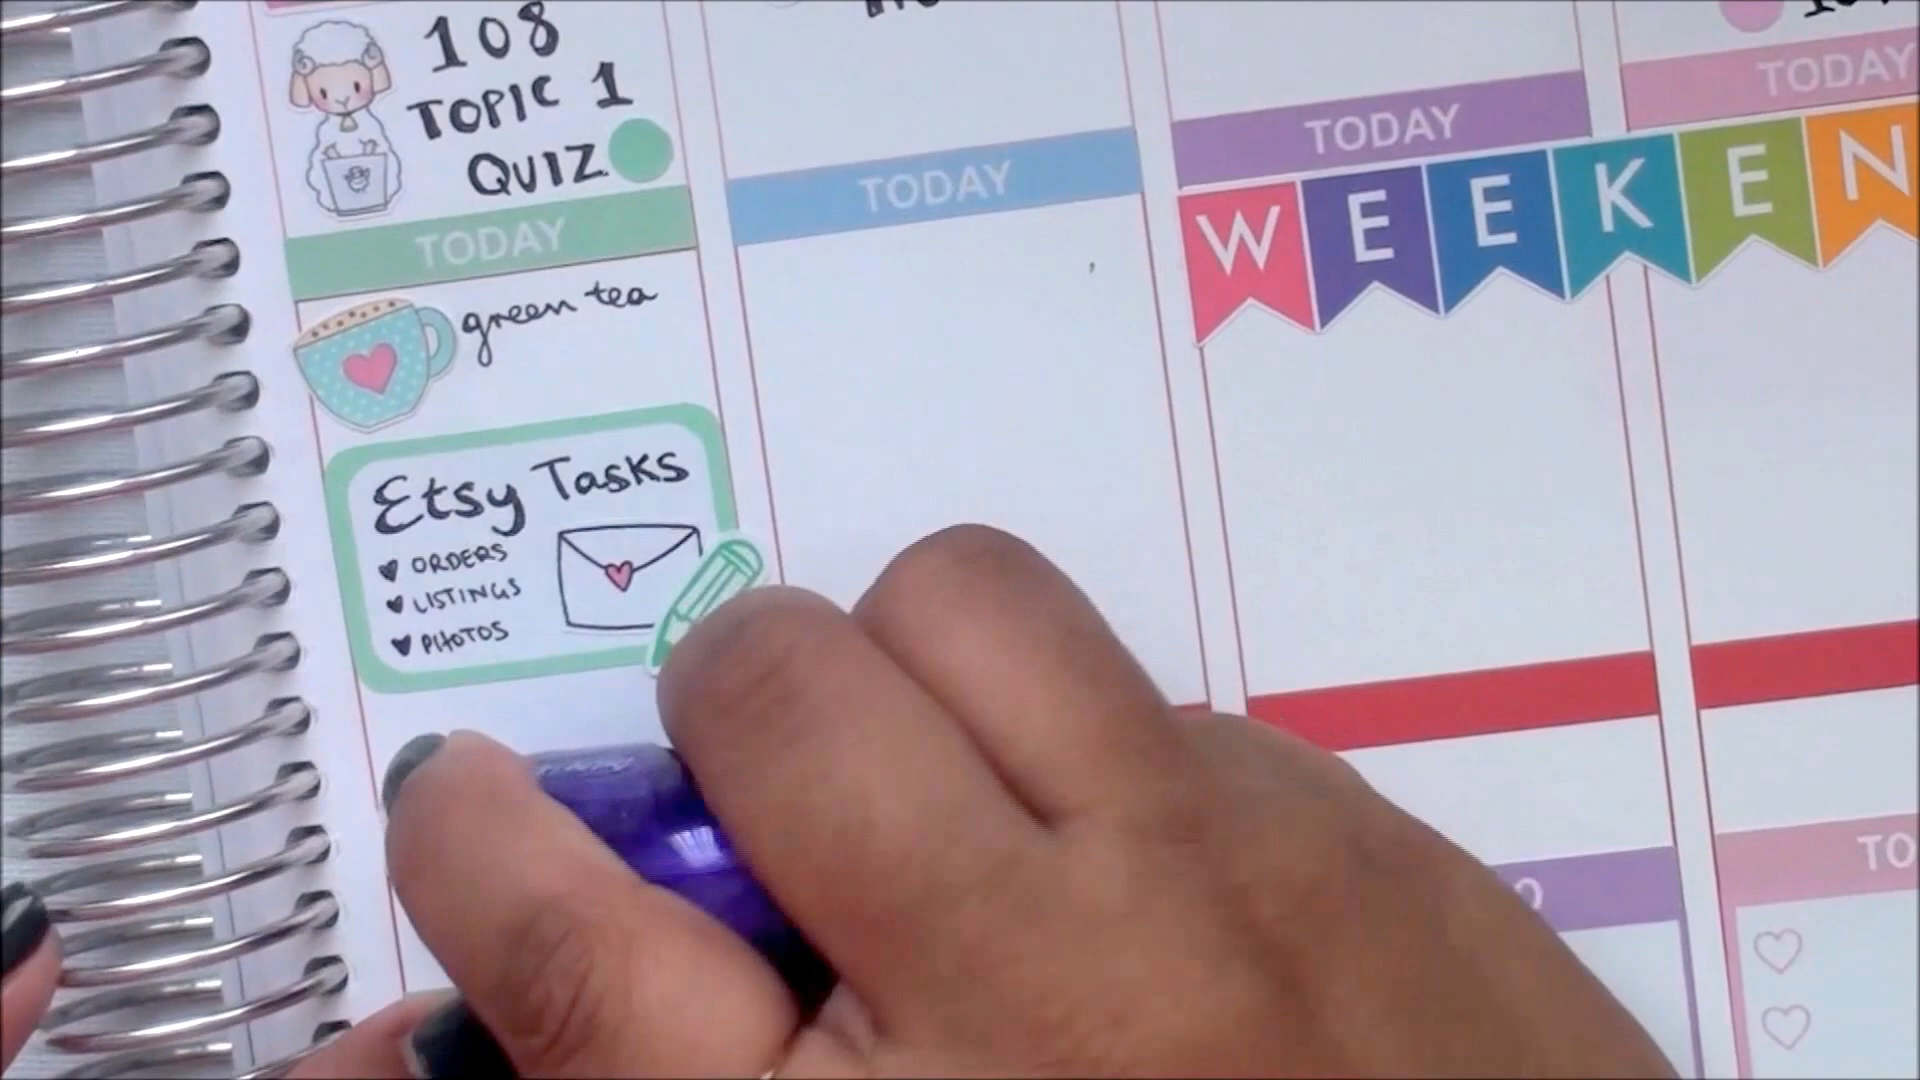 108
TOPIC 1
QUIZ
TODAY
green tea
Etsy Tasks
ORDERS
LISTINGS
PHOTOS
TODAY
TODAY
TODAY
WEEKEN